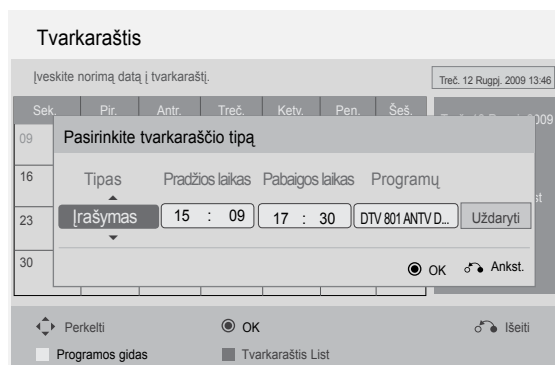 Tvarkaraštis
Įveskite norimą datą į tvarkaraštį.
Treč. 12 Rugpj. 2009 13:46
Sek. Pir. Antr. Treč. Ketv. Pen. Šeš.
09
Pasirinkite tvarkaraščio tipą
16
Tipas Pradžios laikas Pabaigos laikas Programų
23
Įrašymas 15 : 09 17 : 30 DTV 801 ANTV D... Uždaryti
30
OK Ankst.
Perkelti OK Išeiti
Programos gidas Tvarkaraštis List